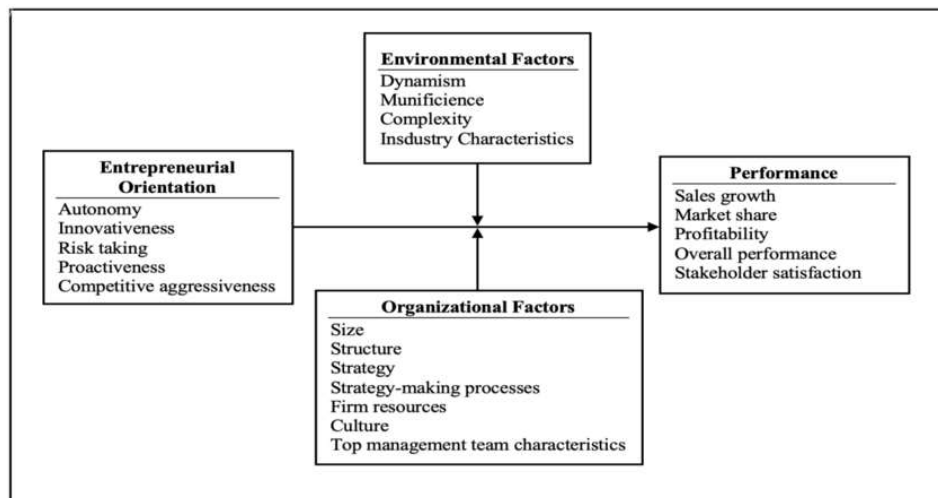 Environmental Factors
Dynamism
Munificience
Complexity
Insdustry Characteristics
Entrepreneurial
Orientation
Autonomy
Innovativeness
Risk taking
Proactiveness
Competitive aggressiveness
Performance
Sales growth
Market share
Profitability
Overall performance
Stakeholder satisfaction
Organizational Factors
Size
Structure
Strategy
Strategy-making processes
Firm resources
Culture
Top management team characteristics